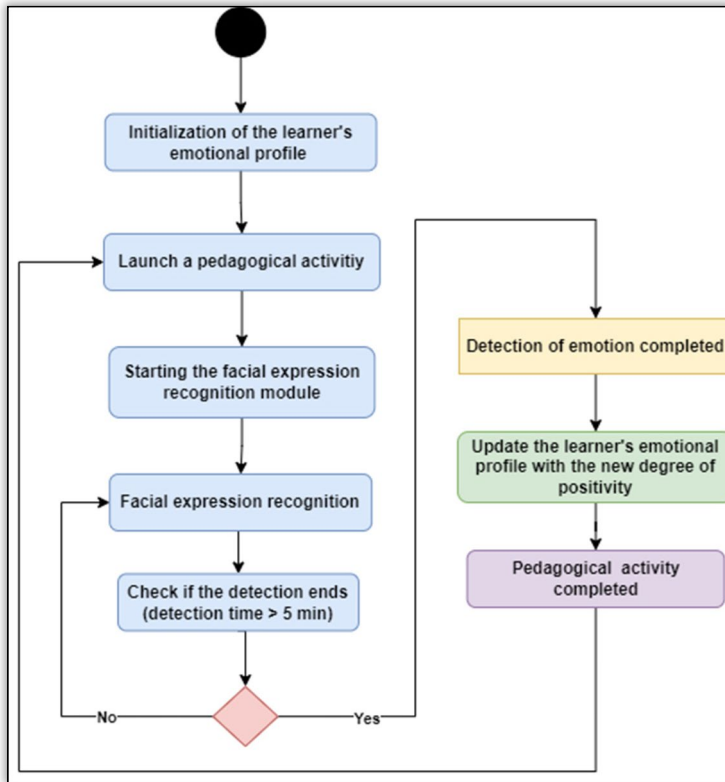 Initialization of the learner's
emotional profile
Launch a pedagogical activitiy
Starting the facial expression
recognition module
Facial expression recognition
Check if the detection ends
(detection time > 5 min)
No
Yes
Detection of emotion completed
Update the learner's emotional
profile with the new degree of
positivity
Pedagogical activity
completed